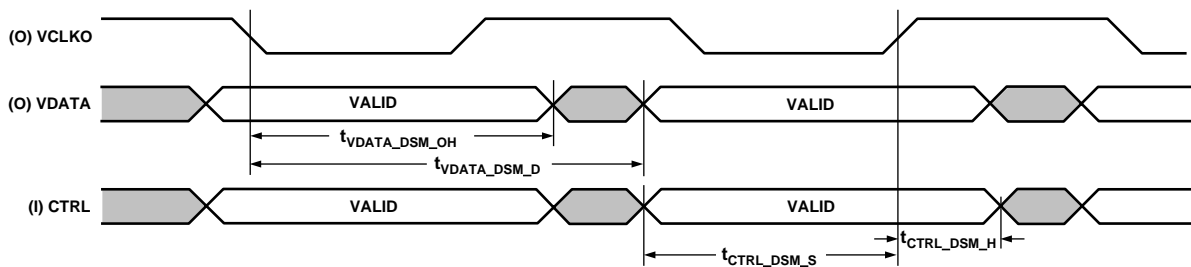 (O) VCLKO
(O) VDATA
VALID
VALID
tVDATA_DSM_OH
tVDATA_DSM_D
(I) CTRL
VALID
VALID
tCTRL_DSM_H
tCTRL_DSM_S